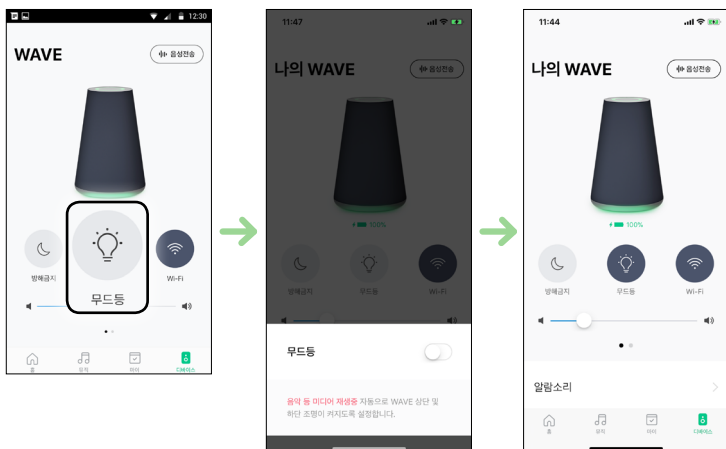 12:30
WAVE
음성전송
방해금지
무드등
Wi-Fi
홈
뮤직
마이
디바이스
11:47
나의 WAVE
음성전송
100%
방해금지
무드등
Wi-Fi
무드등
음악 등 미디어 재생중 자동으로 WAVE 상단 및
하단 조명이 켜지도록 설정합니다.
11:44
나의 WAVE
음성전송
100%
방해금지
무드등
Wi-Fi
알람소리
홈
뮤직
마이
디바이스